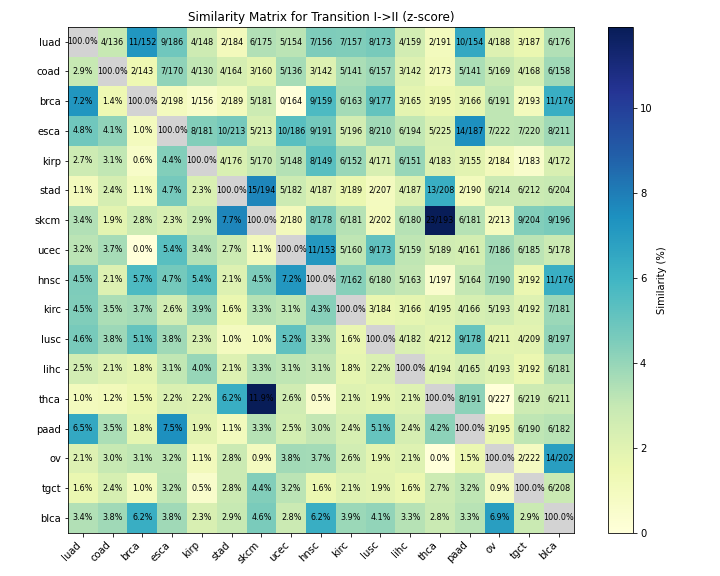 Similarity Matrix for Transition I->II (z-score)
luad 100.0% 4/136 11/152 9/186 4/148 2/184 6/175 5/154 7/156 7/157 8/173 4/159 2/191 10/154 4/188 3/187 6/176
coad 2.9% 100.0% 2/143 7/170 4/130 4/164 3/160 5/136 3/142 5/141 6/157 3/142 2/173 5/141 5/169 4/168 6/158
brca 7.2% 1.4% 100.0% 2/198 1/156 2/189 5/181 0/164 9/159 6/163 9/177 3/165 3/195 3/166 6/191 2/193 11/176
esca 4.8% 4.1% 1.0% 100.0% 8/181 10/213 5/213 10/186 9/191 5/196 8/210 6/194 5/225 14/187 7/222 7/220 8/211
kirp 2.7% 3.1% 0.6% 4.4% 100.0% 4/176 5/170 5/148 8/149 6/152 4/171 6/151 4/183 3/155 2/184 1/183 4/172
stad 1.1% 2.4% 1.1% 4.7% 2.3% 100.0% 15/194 5/182 4/187 3/189 2/207 4/187 13/208 2/190 6/214 6/212 6/204
skcm 3.4% 1.9% 2.8% 2.3% 2.9% 7.7% 100.0% 2/180 8/178 6/181 2/202 6/180 6/181 2/213 9/204 9/196
ucec 3.2% 3.7% 0.0% 5.4% 3.4% 2.7% 1.1% 100.0% 11/153 5/160 9/173 5/159 5/189 4/161 7/186 6/185 5/178
hnsc 4.5% 2.1% 5.7% 4.7% 5.4% 2.1% 4.5% 7.2% 100.0% 7/162 6/180 5/163 1/197 5/164 7/190 3/192 11/176
kirc 4.5% 3.5% 3.7% 2.6% 3.9% 1.6% 3.3% 3.1% 4.3% 100.0% 3/184 3/166 4/195 4/166 5/193 4/192 7/181
lusc 4.6% 3.8% 5.1% 3.8% 2.3% 1.0% 1.0% 5.2% 3.3% 1.6% 100.0% 4/182 4/212 9/178 4/211 4/209 8/197
lihc 2.5% 2.1% 1.8% 3.1% 4.0% 2.1% 3.3% 3.1% 3.1% 1.8% 2.2% 100.0% 4/194 4/165 4/193 3/192 6/181
thca 1.0% 1.2% 1.5% 2.2% 2.2% 6.2% 11.9% 2.6% 0.5% 2.1% 1.9% 2.1% 100.0% 8/191 0/227 6/219 6/211
paad 6.5% 3.5% 1.8% 7.5% 1.9% 1.1% 3.3% 2.5% 3.0% 2.4% 5.1% 2.4% 4.2% 100.0% 3/195 6/190 6/182
ov 2.1% 3.0% 3.1% 3.2% 1.1% 2.8% 0.9% 3.8% 3.7% 2.6% 1.9% 2.1% 0.0% 1.5% 100.0% 2/222 14/202
tgct 1.6% 2.4% 1.0% 3.2% 0.5% 2.8% 4.4% 3.2% 1.6% 2.1% 1.9% 1.6% 2.7% 3.2% 0.9% 100.0% 6/208
blca 3.4% 3.8% 6.2% 3.8% 2.3% 2.9% 4.6% 2.8% 6.2% 3.9% 4.1% 3.3% 2.8% 3.3% 6.9% 2.9% 100.0%
luad coad brca esca kirp stad skcm ucec hnsc kirc lusc lihc thca paad ov tgct blca
10
8
6
4
2
0
Similarity (%)